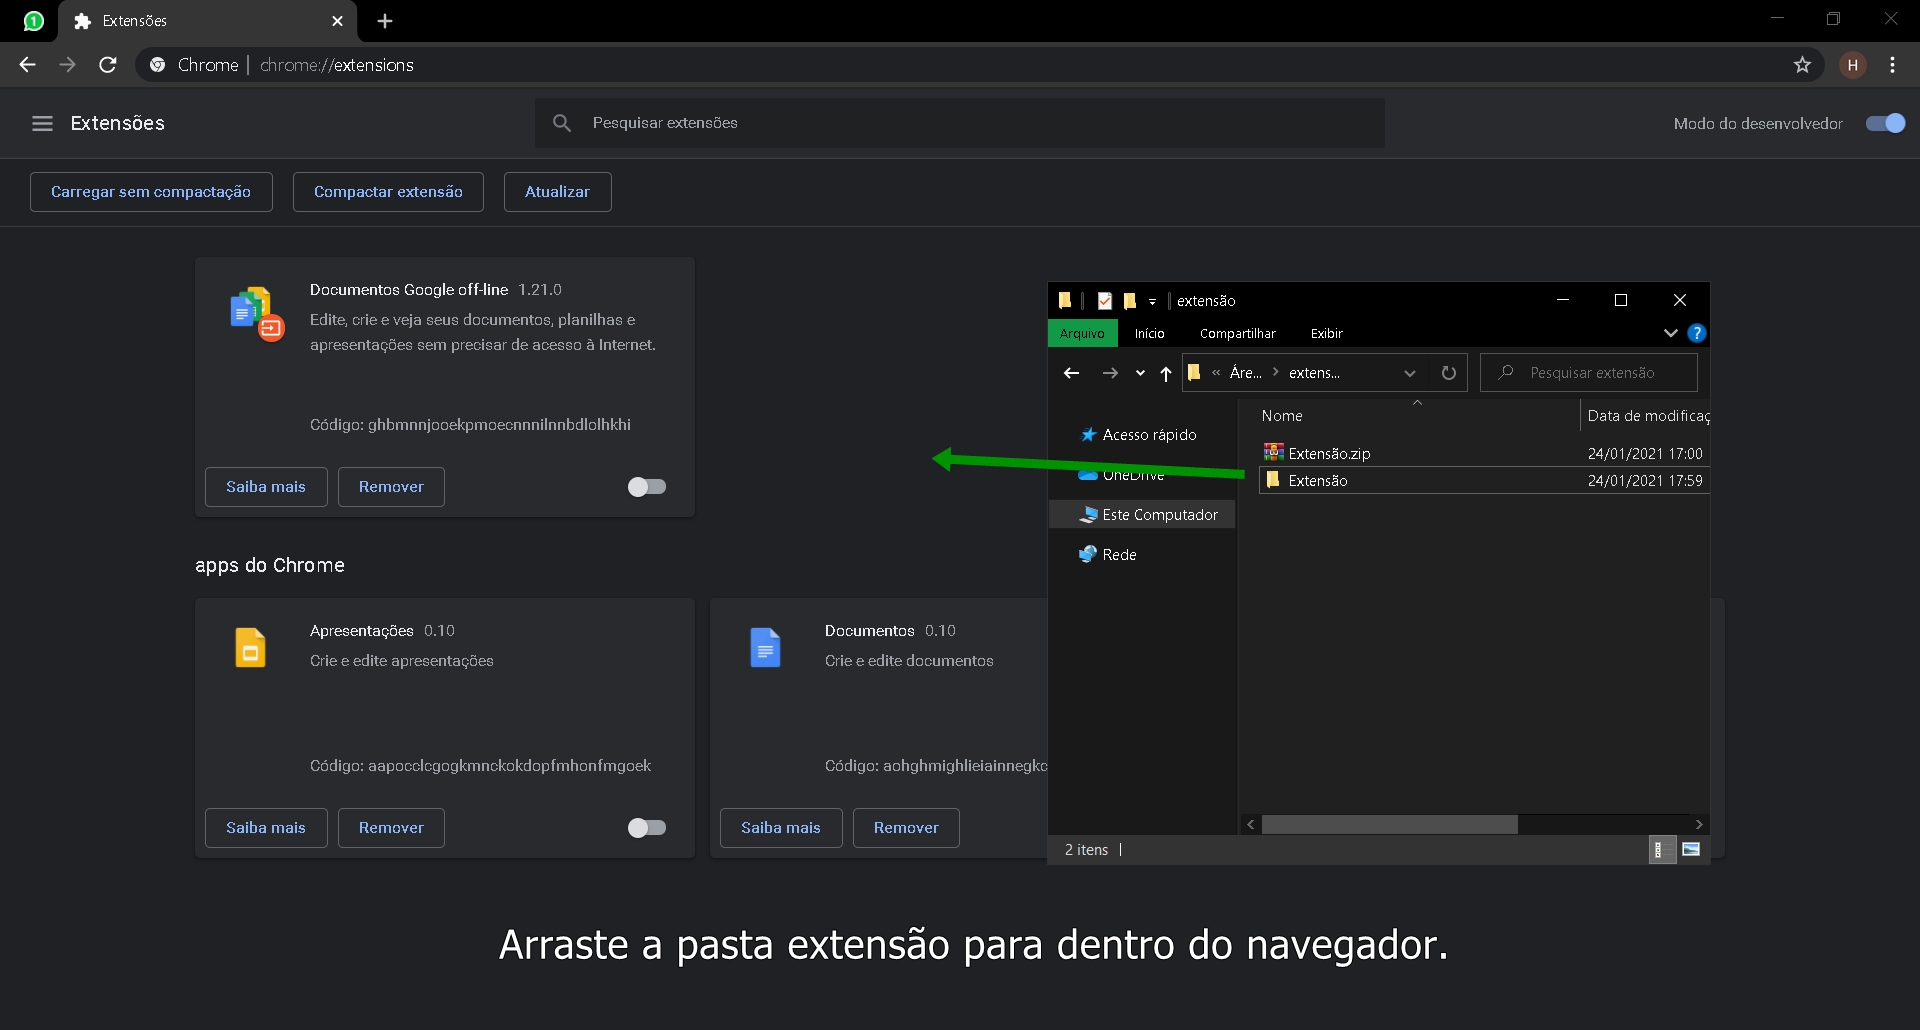 1
Extensões
Chrome | chrome://extensions
H
Extensões
Pesquisar extensões
Modo do desenvolvedor
Carregar sem compactação
Compactar extensão
Atualizar
Documentos Google off-line 1.21.0
Edite, crie e veja seus documentos, planilhas e
apresentações sem precisar de acesso à Internet.
Código: ghbmnnjooekpmoecnnnilnnbdlolhkhi
Saiba mais
Remover
apps do Chrome
Apresentações 0.10
Crie e edite apresentações
Código: aapocclcgogkmnckokdopfmhonfmgoek
Saiba mais
Remover
Documentos 0.10
Crie e edite documentos
Código: aohghmighlieiainnegkc
Saiba mais
Remover
extensão
Arquivo
Início
Compartilhar
Exibir
?
« Áre... > extens...
Pesquisar extensão
Nome
Data de modificaç
Acesso rápido
OneDrive
Este Computador
Rede
Extensão.zip
24/01/2021 17:00
Extensão
24/01/2021 17:59
2 itens
Arraste a pasta extensão para dentro do navegador.